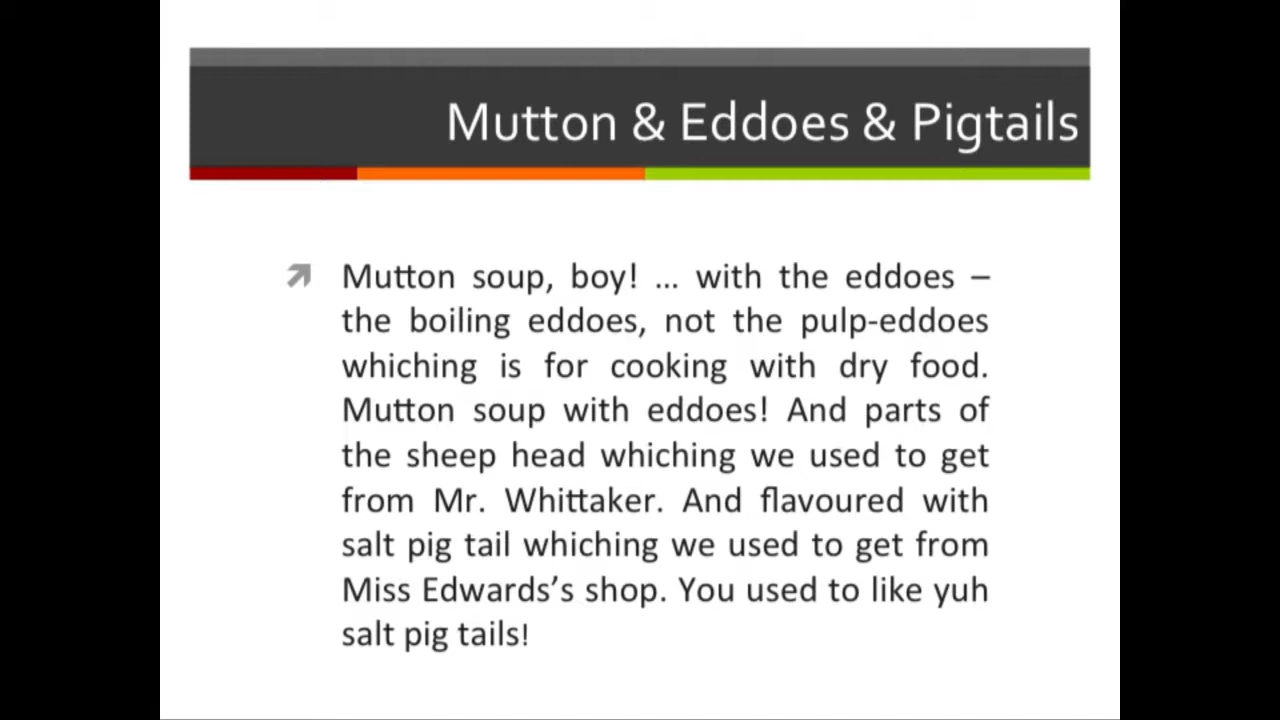 Mutton & Eddoes & Pigtails
Mutton soup, boy! ... with the eddoes –
the boiling eddoes, not the pulp-eddoes
whiching is for cooking with dry food.
Mutton soup with eddoes! And parts of
the sheep head whiching we used to get
from Mr. Whittaker. And flavoured with
salt pig tail whiching we used to get from
Miss Edwards’s shop. You used to like yuh
salt pig tails!